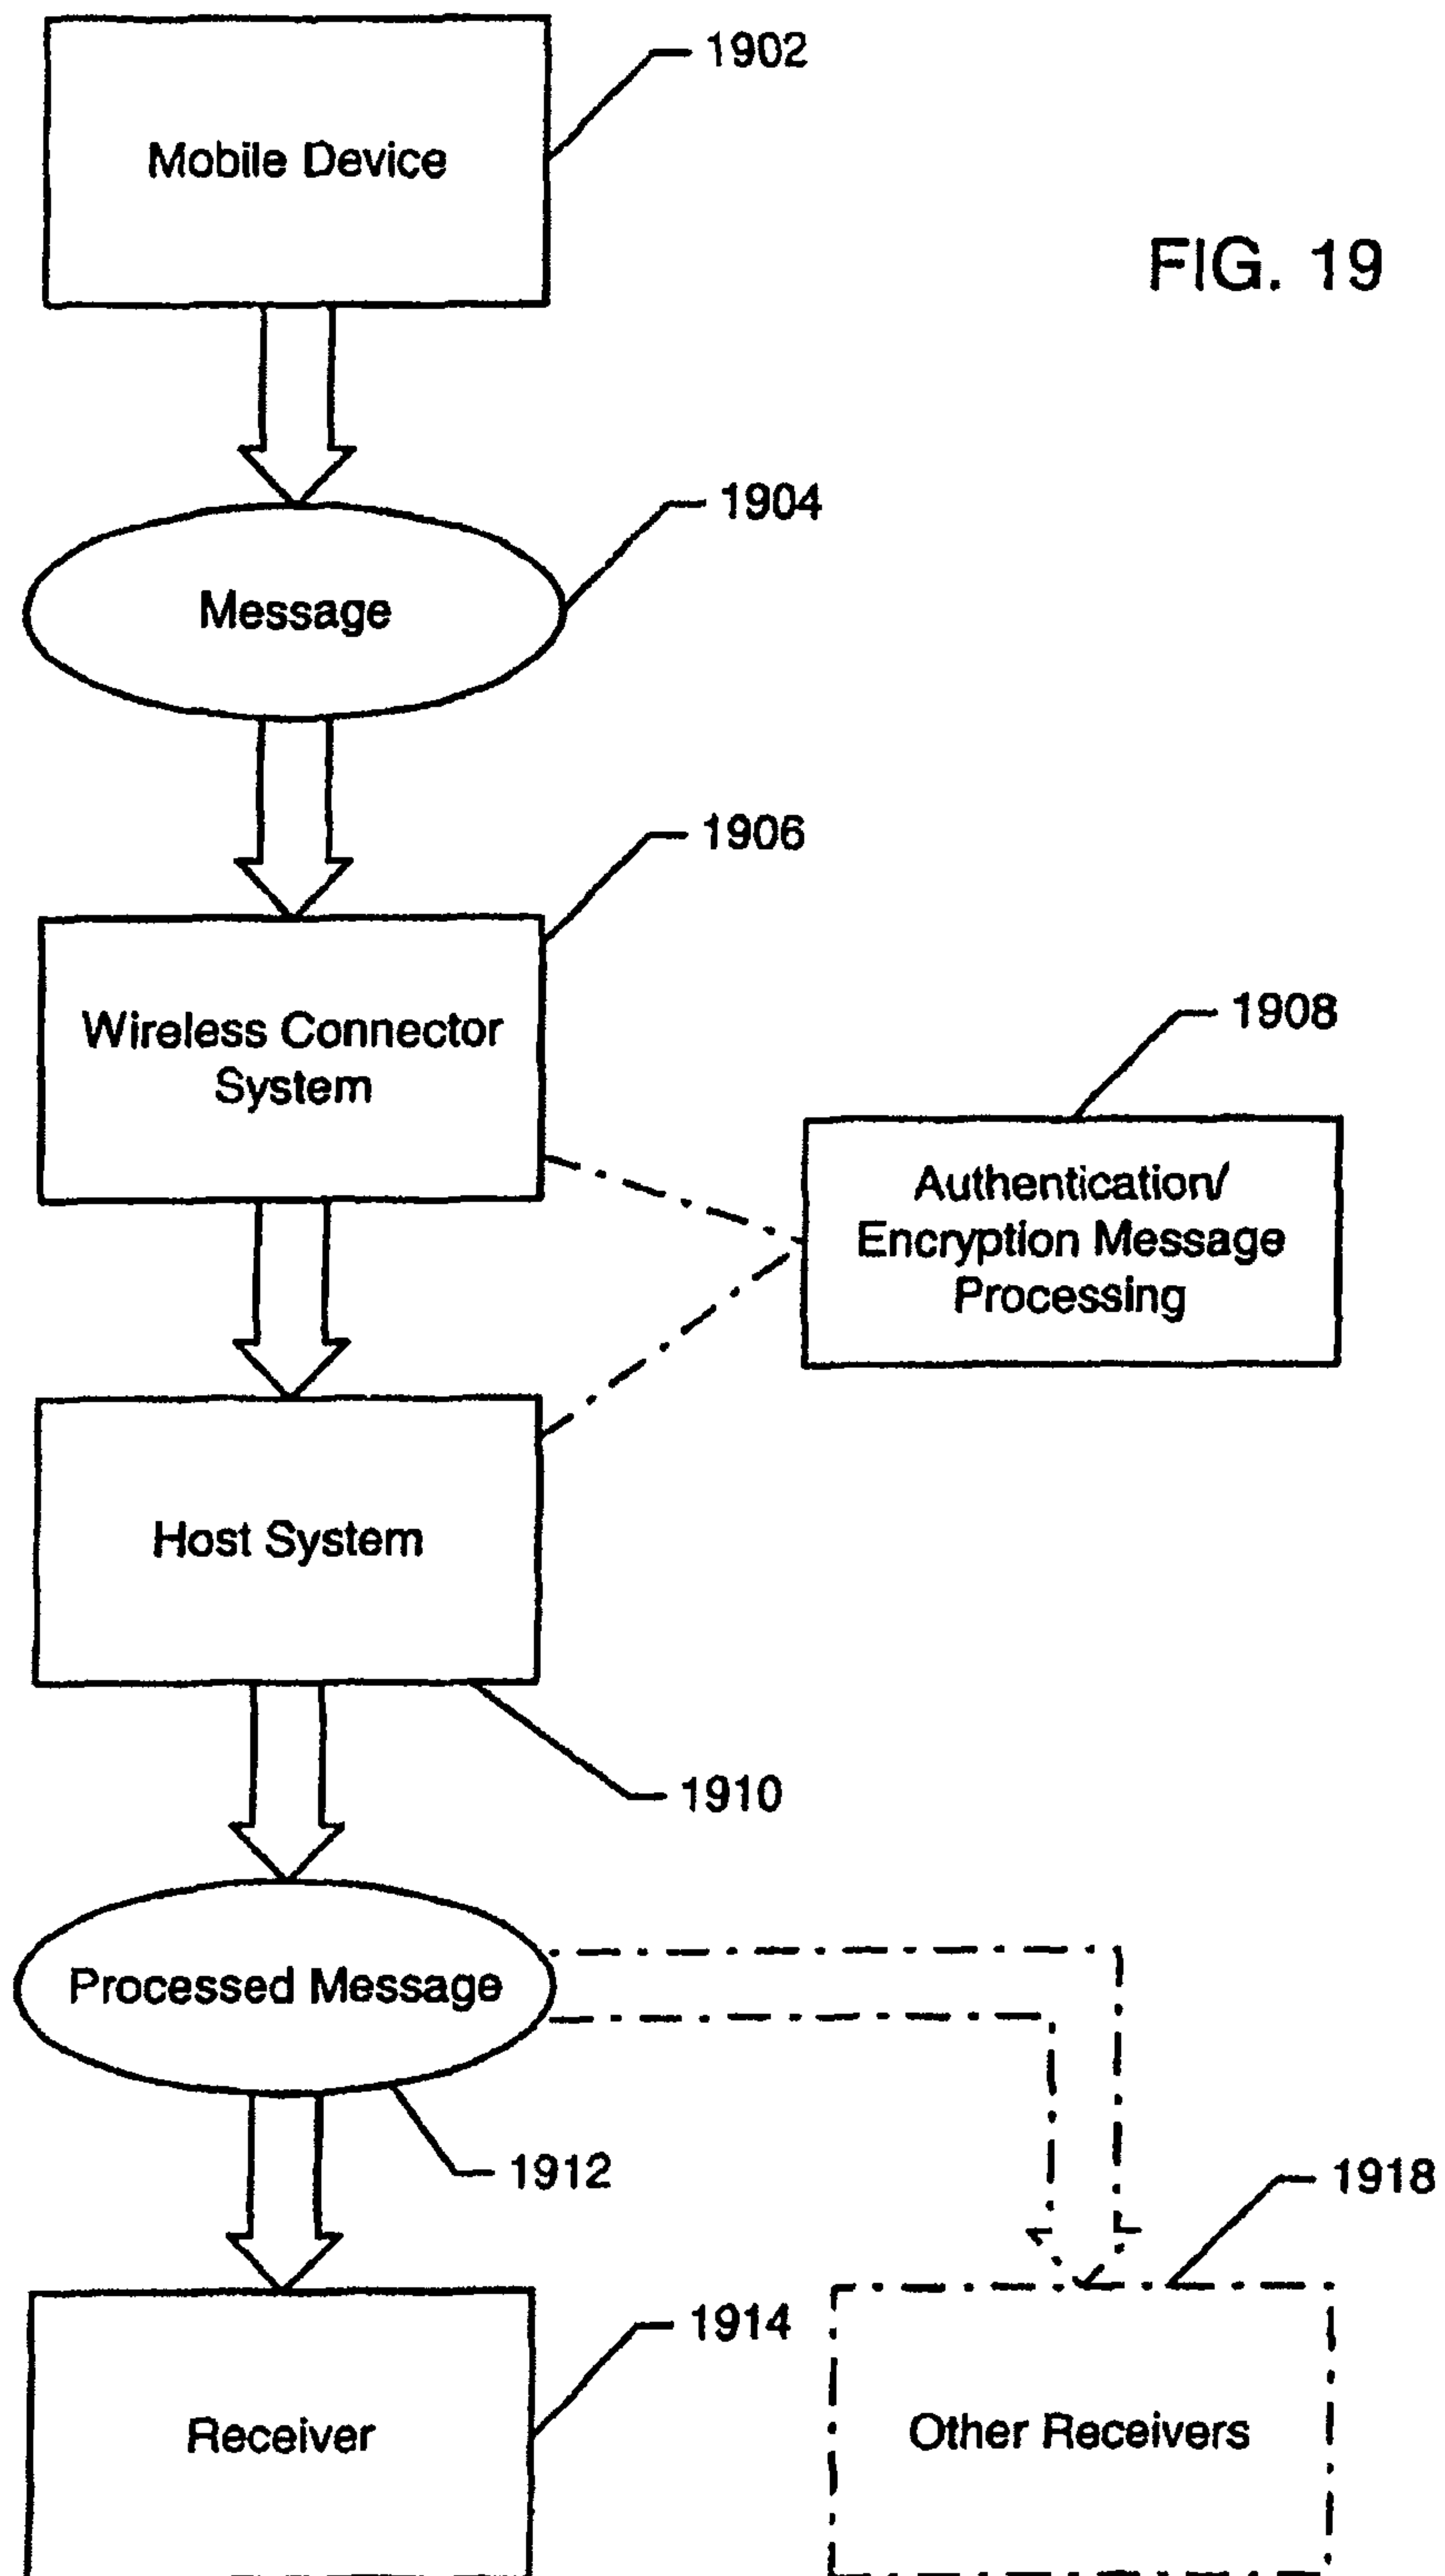 1902
Mobile Device
FIG. 19
1904
Message
1906
Wireless Connector
System
1908
Authentication/
Encryption Message
Processing
Host System
1910
Processed Message
1912
1918
1914
Receiver
Other Receivers